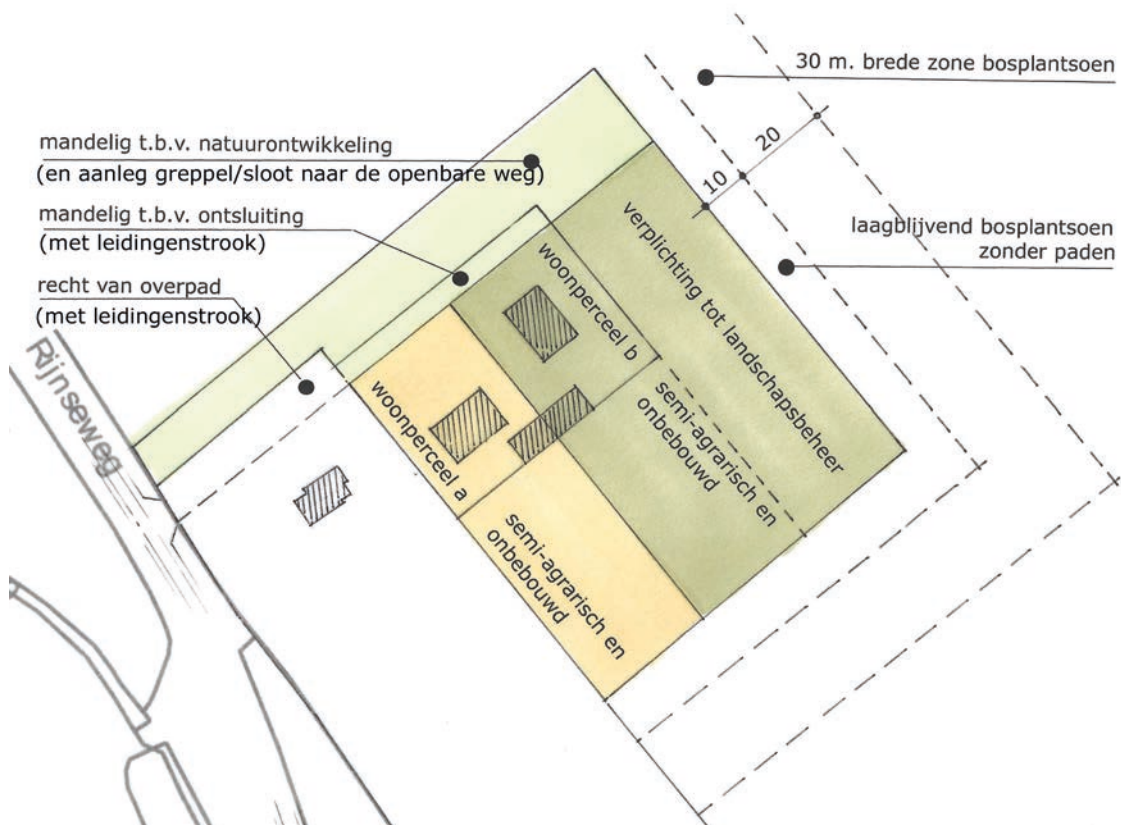 30 m. brede zone bosplantsoen
mandelig t.b.v. natuurontwikkeling
(en aanleg greppel/sloot naar de openbare weg)
mandelig t.b.v. ontsluiting
(met leidingenstrook)
recht van overpad
(met leidingenstrook)
20
10
laagblijvend bosplantsoen
zonder paden
verplichting tot landschapsbeheer
woonperceel b
semi-agrarisch en
onbebouwd
woonperceel a
semi-agrarisch en
onbebouwd
Rijnseweg